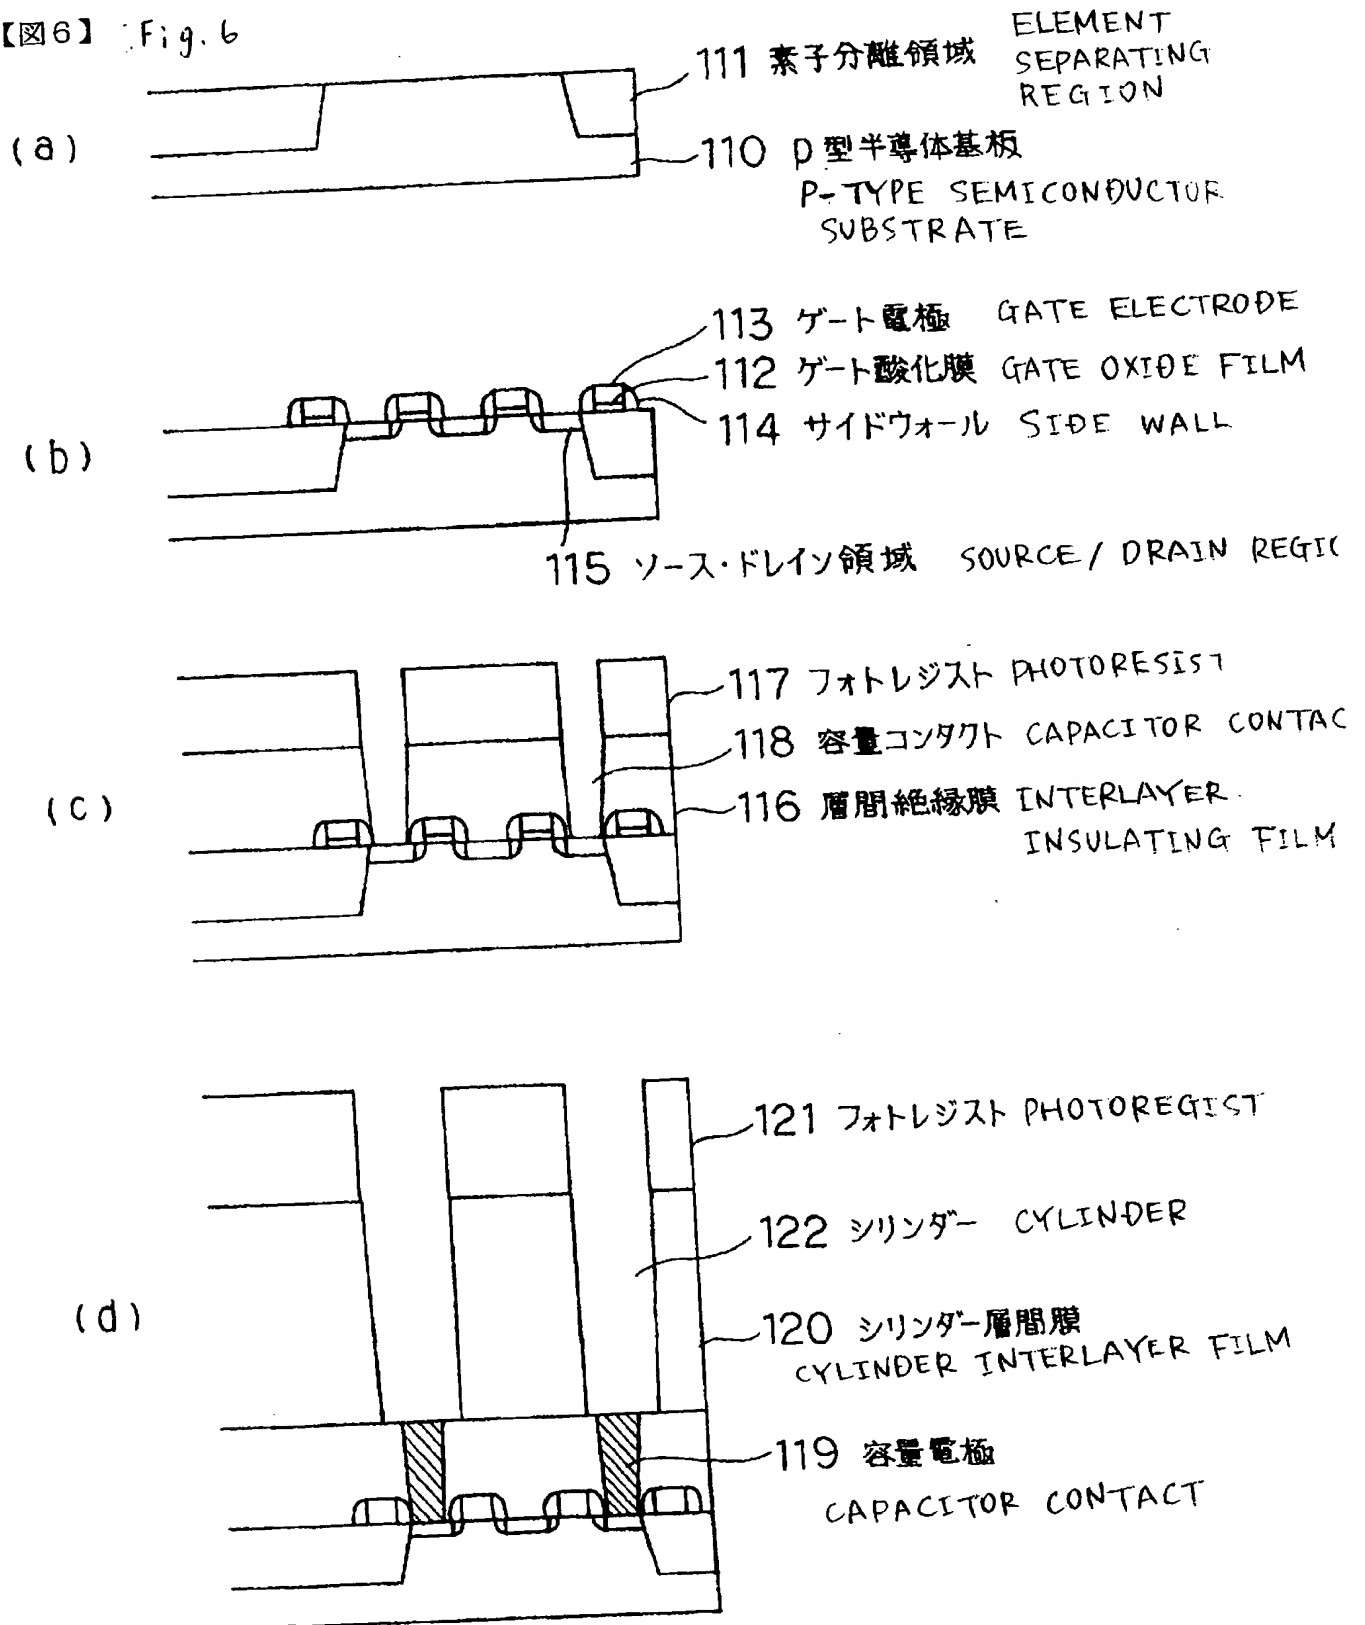 【図6】 Fig. 6
(a)
111 素子分離領域 ELEMENT
SEPARATING
REGION
110 p型半導体基板
P-TYPE SEMICONDUCTOR
SUBSTRATE
(b)
113 ゲート電極 GATE ELECTRODE
112 ゲート酸化膜 GATE OXIDE FILM
114 サイドウォール SIDE WALL
115 ソース・ドレイン領域 SOURCE / DRAIN REGI
(c)
117 フォトレジスト PHOTORESIST
118 容量コンタクト CAPACITOR CONTAC
116 層間絶縁膜 INTERLAYER
INSULATING FILM
(d)
121 フォトレジスト PHOTOREGIST
122 シリンダー CYLINDER
120 シリンダー層間膜
CYLINDER INTERLAYER FILM
119 容量電極
CAPACITOR CONTACT